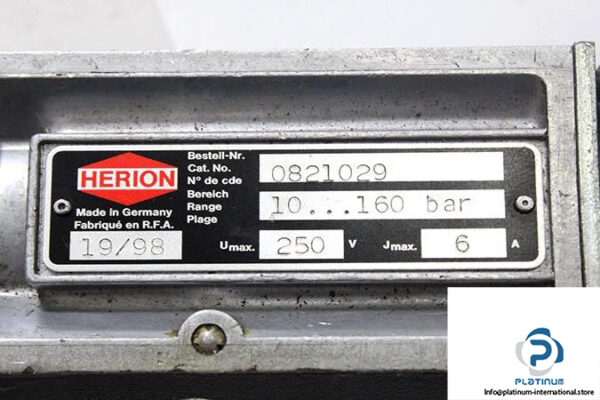 HERION
Made in Germany
Fabriqué en R.F.A.
19/98
Bestell-Nr.
Cat. No. 0821029
N° de cde
Bereich
Range 10...160 bar
Plage
Umax. 250 V Jmax. 6 A
PLATINUM
Info@platinum-international.store